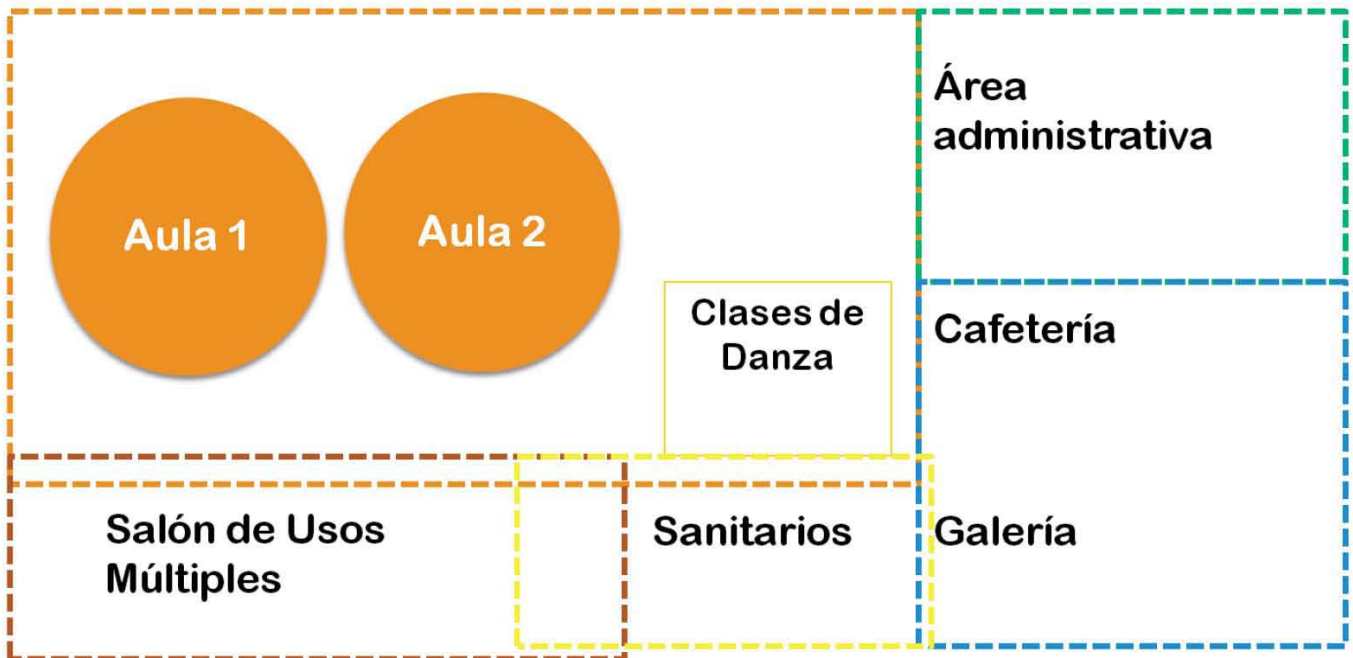 Aula 1
Aula 2
Área
administrativa
Clases de
Danza
Cafetería
Salón de Usos
Múltiples
Sanitarios
Galería